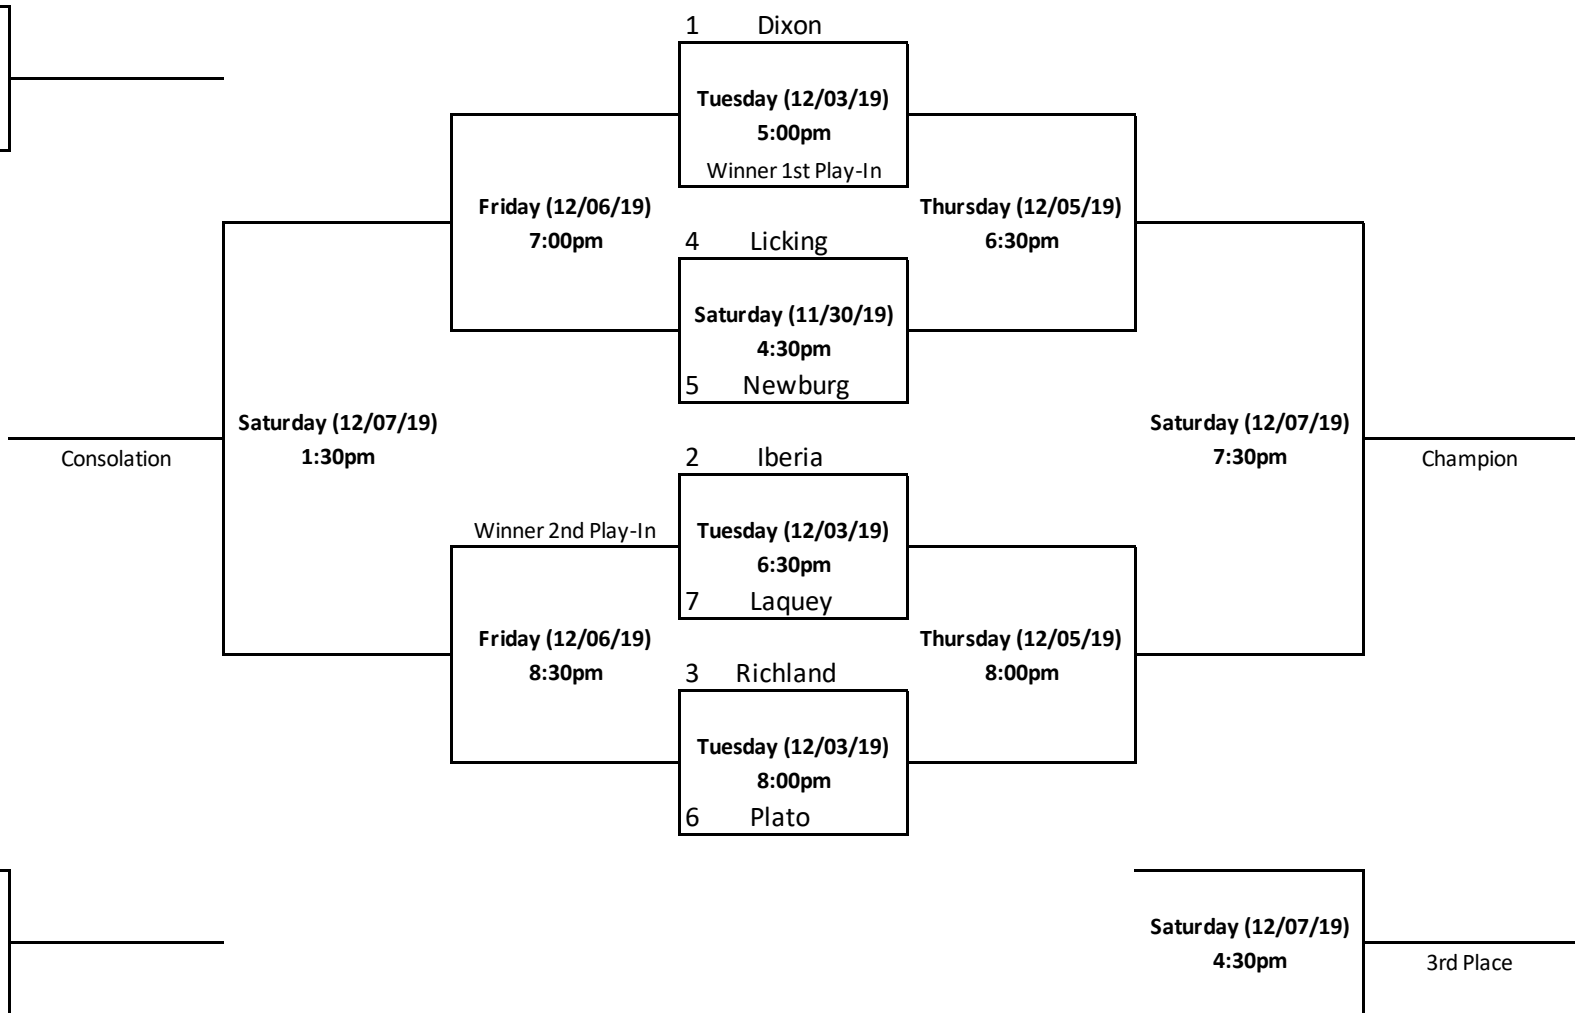 1 Dixon
Tuesday (12/03/19)
5:00pm
Winner 1st Play-In
Friday (12/06/19)
7:00pm
Thursday (12/05/19)
6:30pm
4 Licking
Saturday (11/30/19)
4:30pm
5 Newburg
Saturday (12/07/19)
1:30pm
Consolation
Saturday (12/07/19)
7:30pm
Champion
2 Iberia
Winner 2nd Play-In
Tuesday (12/03/19)
6:30pm
7 Laquey
Friday (12/06/19)
8:30pm
Thursday (12/05/19)
8:00pm
3 Richland
Tuesday (12/03/19)
8:00pm
6 Plato
Saturday (12/07/19)
4:30pm
3rd Place